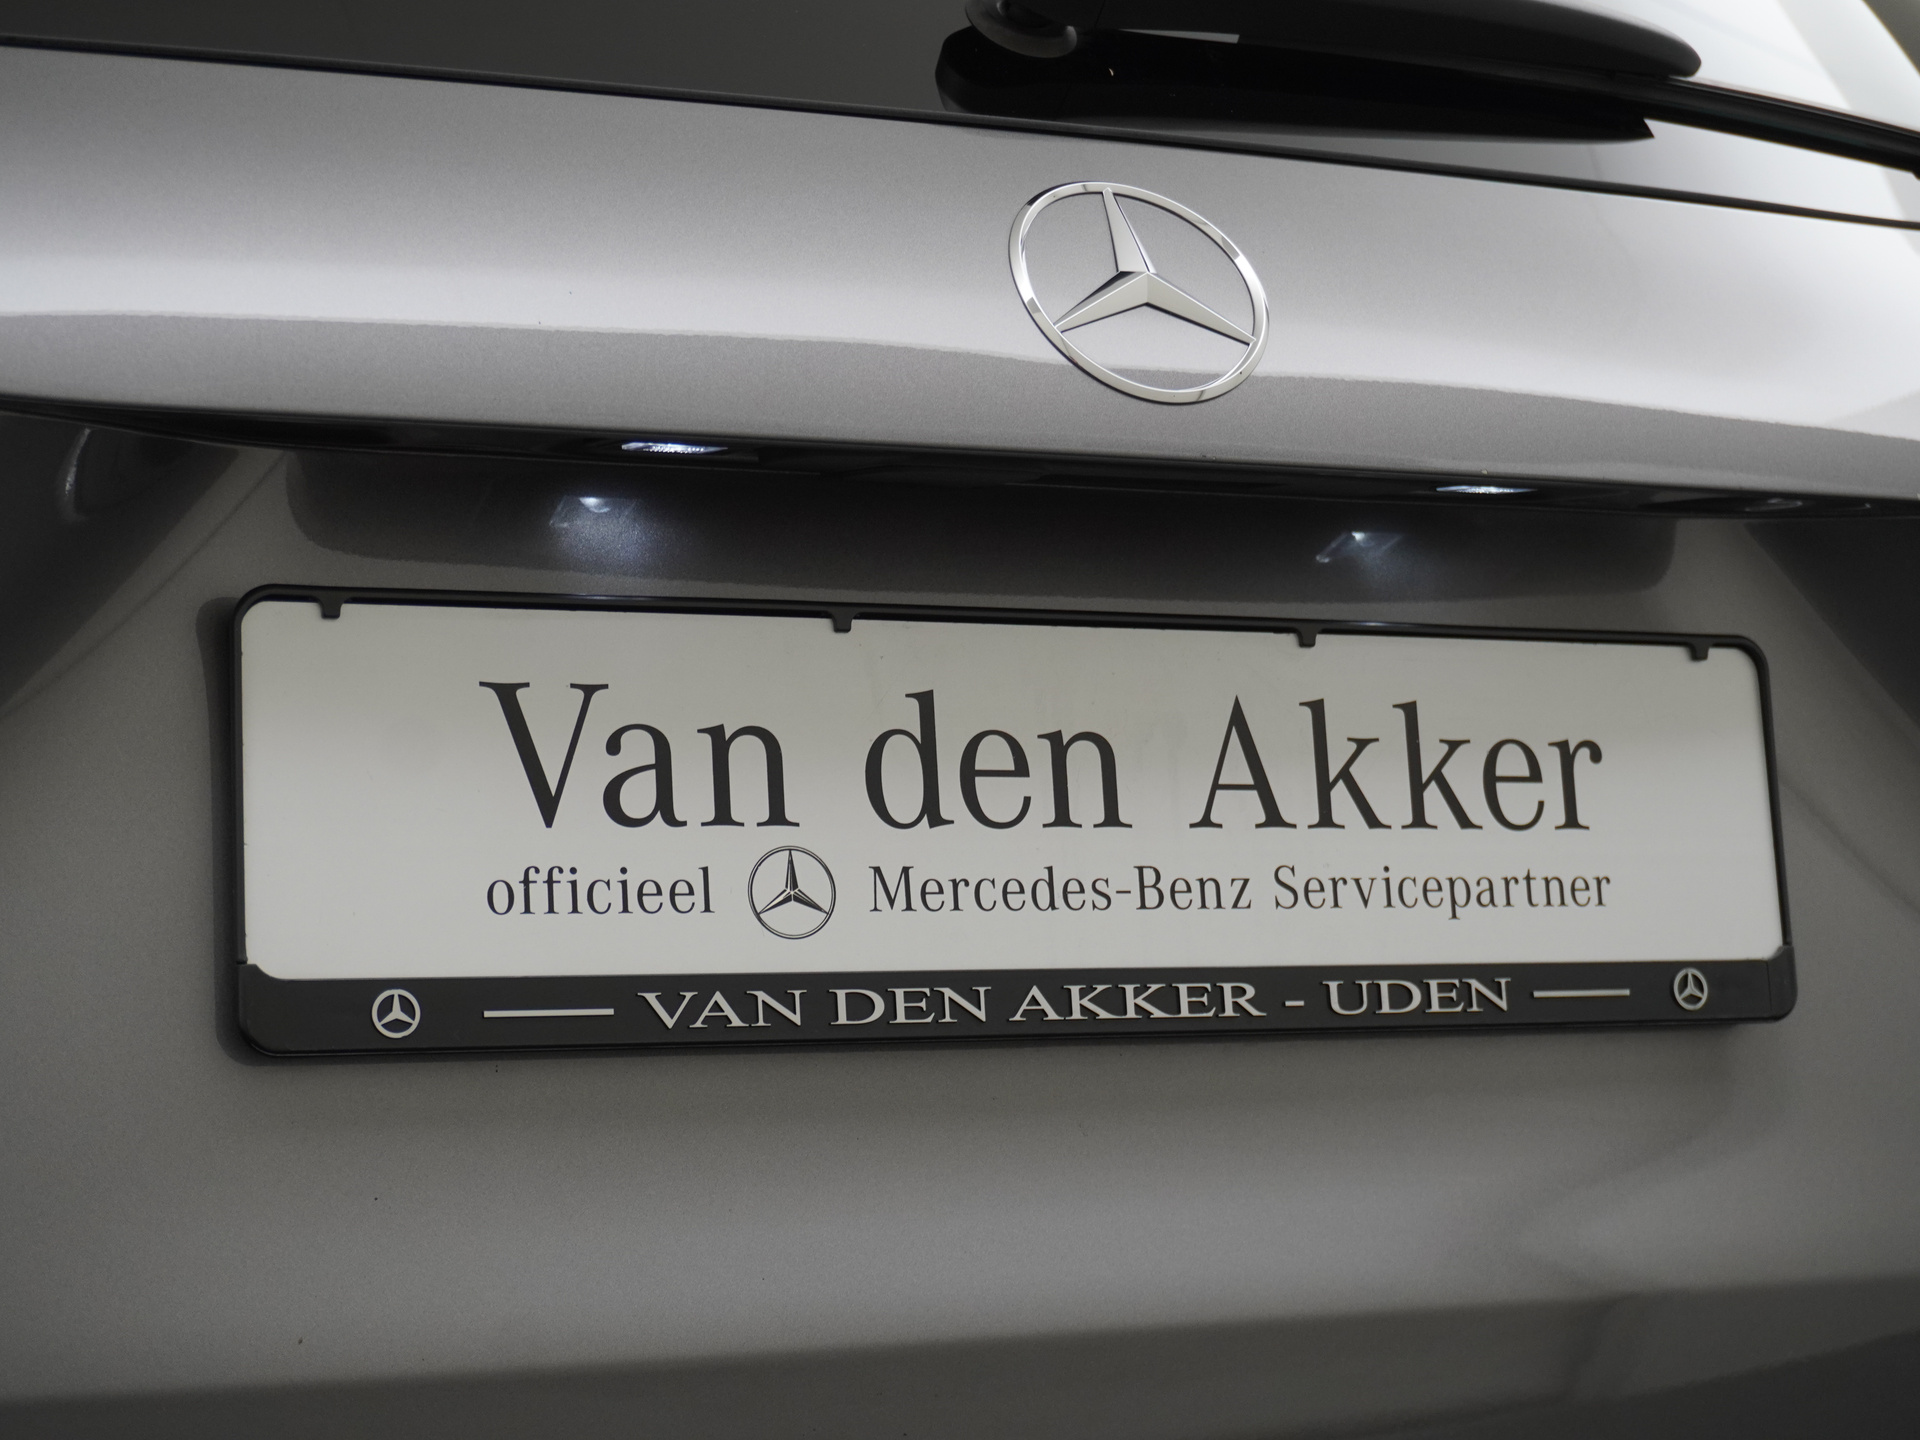 Van den Akker
officieel Mercedes-Benz Servicepartner
VAN DEN AKKER - UDEN